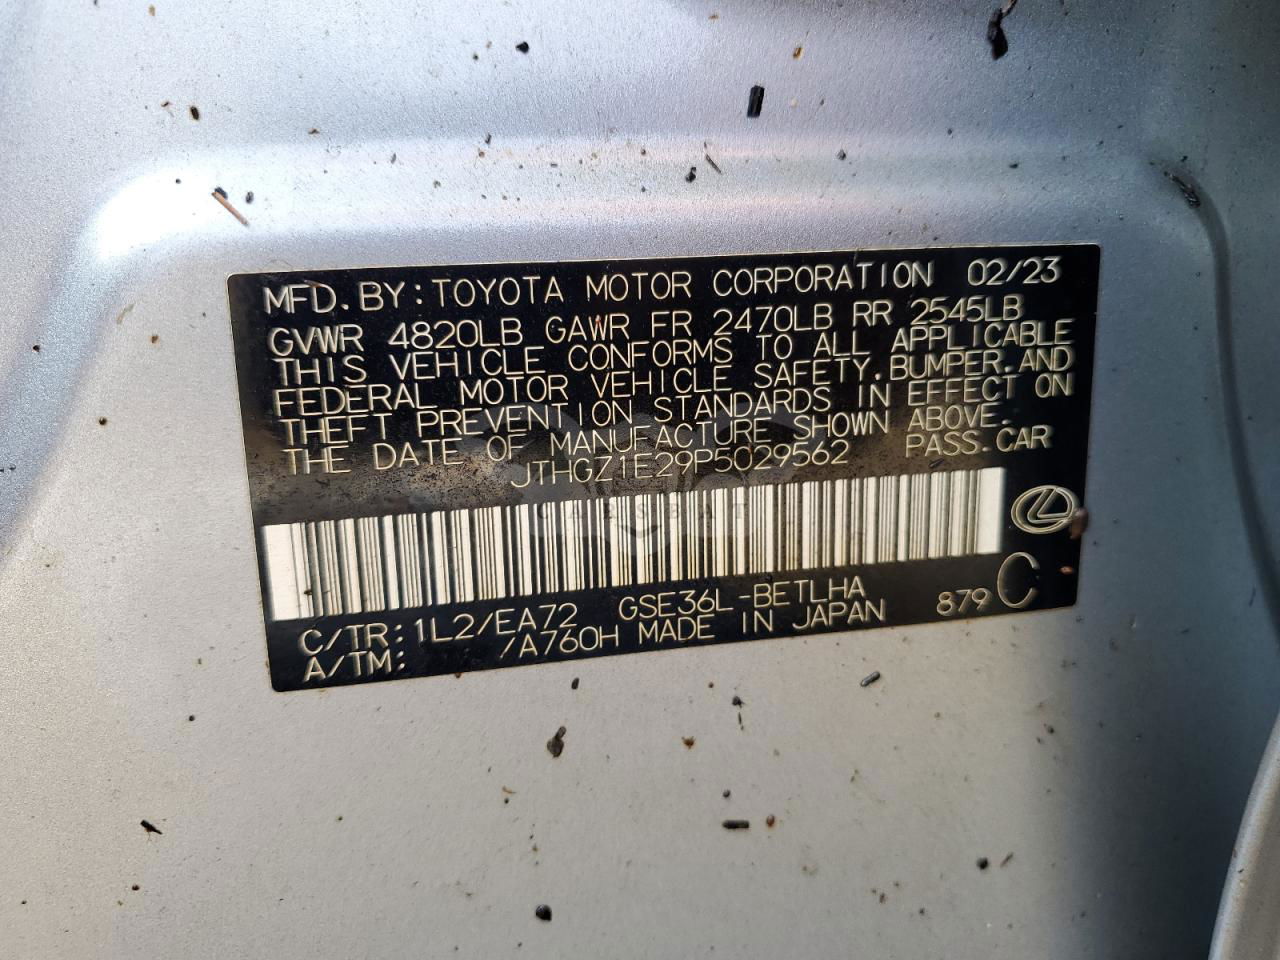 MFD. BY: TOYOTA MOTOR CORPORATION 02/23
GVWR 4820LB GAWR FR 2470LB RR 2545LB
THIS VEHICLE CONFORMS TO ALL APPLICABLE
FEDERAL MOTOR VEHICLE SAFETY, BUMPER, AND
THEFT PREVENTION STANDARDS IN EFFECT ON
THE DATE OF MANUFACTURE SHOWN ABOVE.
JTHGZ1E29P5029562 PASS. CAR
CARSBAT
C/TR: 1L2/EA72 GSE36L-BETLHA
A/TM: /A760H MADE IN JAPAN 879 C